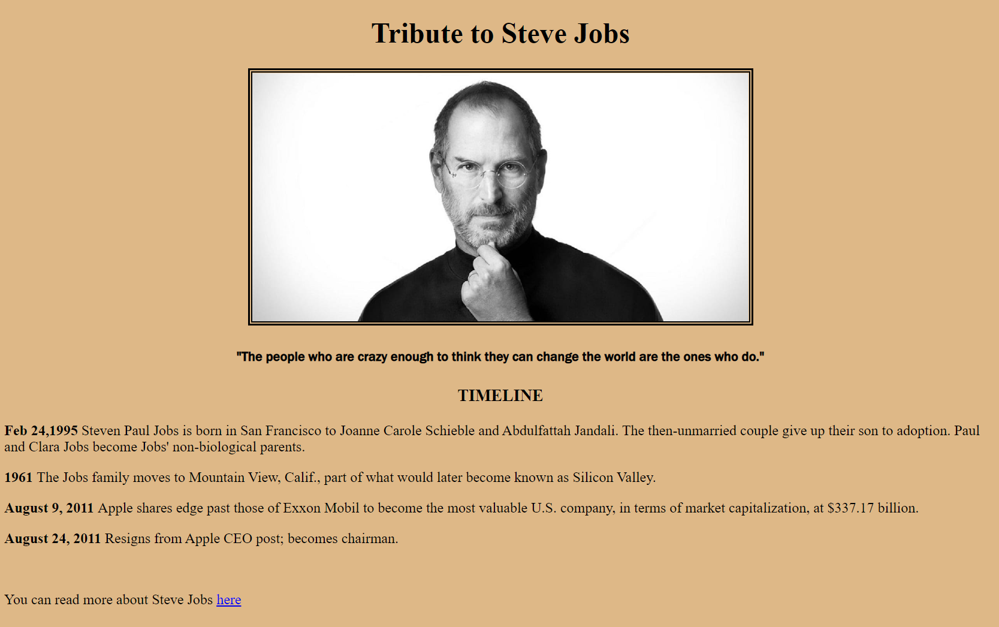 Tribute to Steve Jobs
"The people who are crazy enough to think they can change the world are the ones who do."
TIMELINE
Feb 24,1995 Steven Paul Jobs is born in San Francisco to Joanne Carole Schieble and Abdulfattah Jandali. The then-unmarried couple give up their son to adoption. Paul
and Clara Jobs become Jobs' non-biological parents.
1961 The Jobs family moves to Mountain View, Calif., part of what would later become known as Silicon Valley.
August 9, 2011 Apple shares edge past those of Exxon Mobil to become the most valuable U.S. company, in terms of market capitalization, at $337.17 billion.
August 24, 2011 Resigns from Apple CEO post; becomes chairman.
You can read more about Steve Jobs here